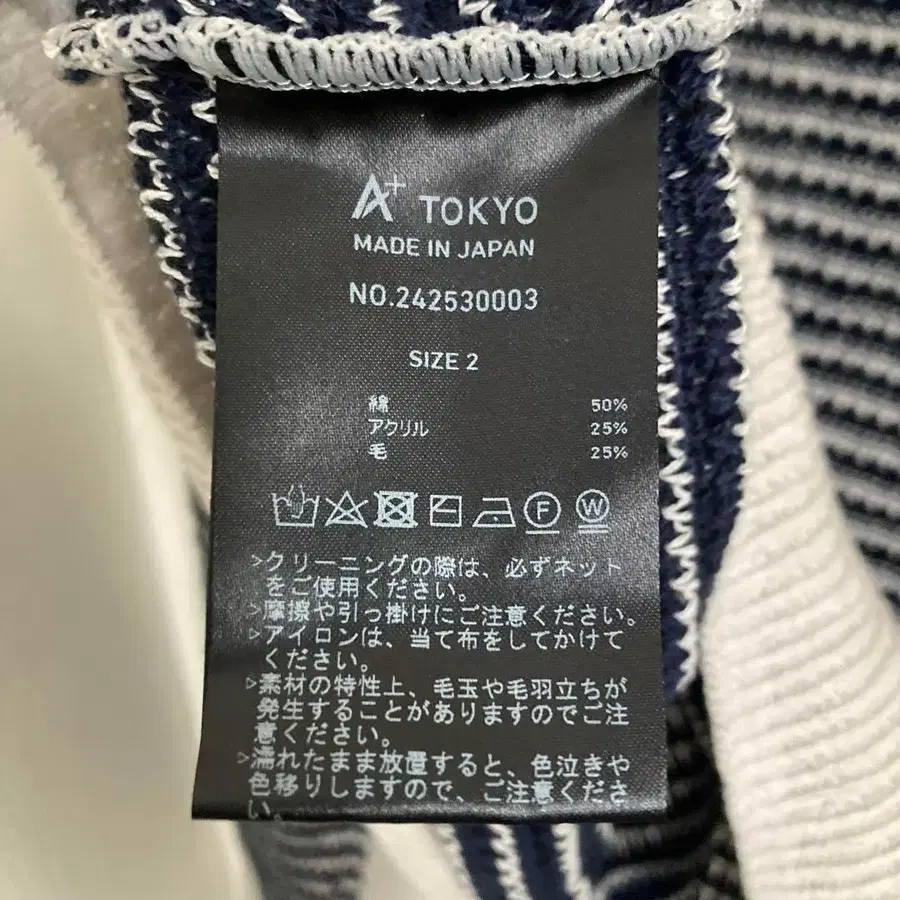 A+ TOKYO
MADE IN JAPAN
NO.242530003
SIZE 2
綿 50%
アクリル 25%
毛 25%
F W
▷クリーニングの際は、必ずネット
をご使用ください。
▷摩擦や引っ掛けにご注意ください。
▷アイロンは、当て布をしてかけて
ください。
▷素材の特性上、毛玉や毛羽立ちが
発生することがありますのでご注
意ください。
▷濡れたまま放置すると、色泣きや
色移りしますので、ご注意くださ
い。